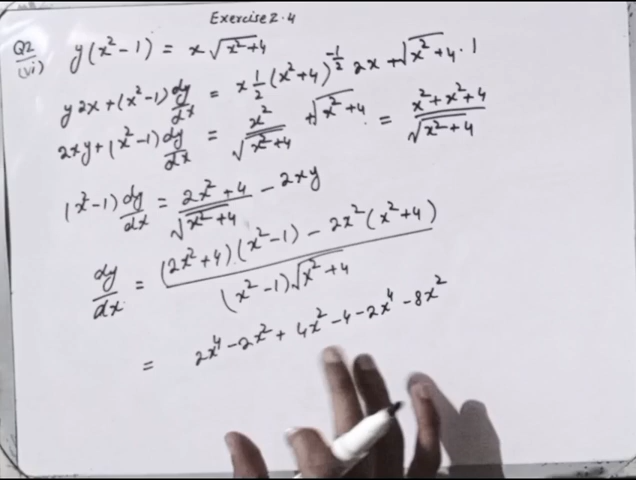 Exercise 2.4
Q2 (vi) y(x²-1) = x √(x²+4)
y 2x + (x²-1) dy/dx = x 1/2 (x²+4)^(-1/2) 2x + √(x²+4) · 1
2xy + (x²-1) dy/dx = x²/√(x²+4) + √(x²+4) = (x²+x²+4)/√(x²+4)
(x²-1) dy/dx = (2x²+4)/√(x²+4) - 2xy
dy/dx = ((2x²+4)(x²-1) - 2x²(x²+4))/((x²-1)√(x²+4))
= 2x⁴ - 2x² + 4x² - 4 - 2x⁴ - 8x²